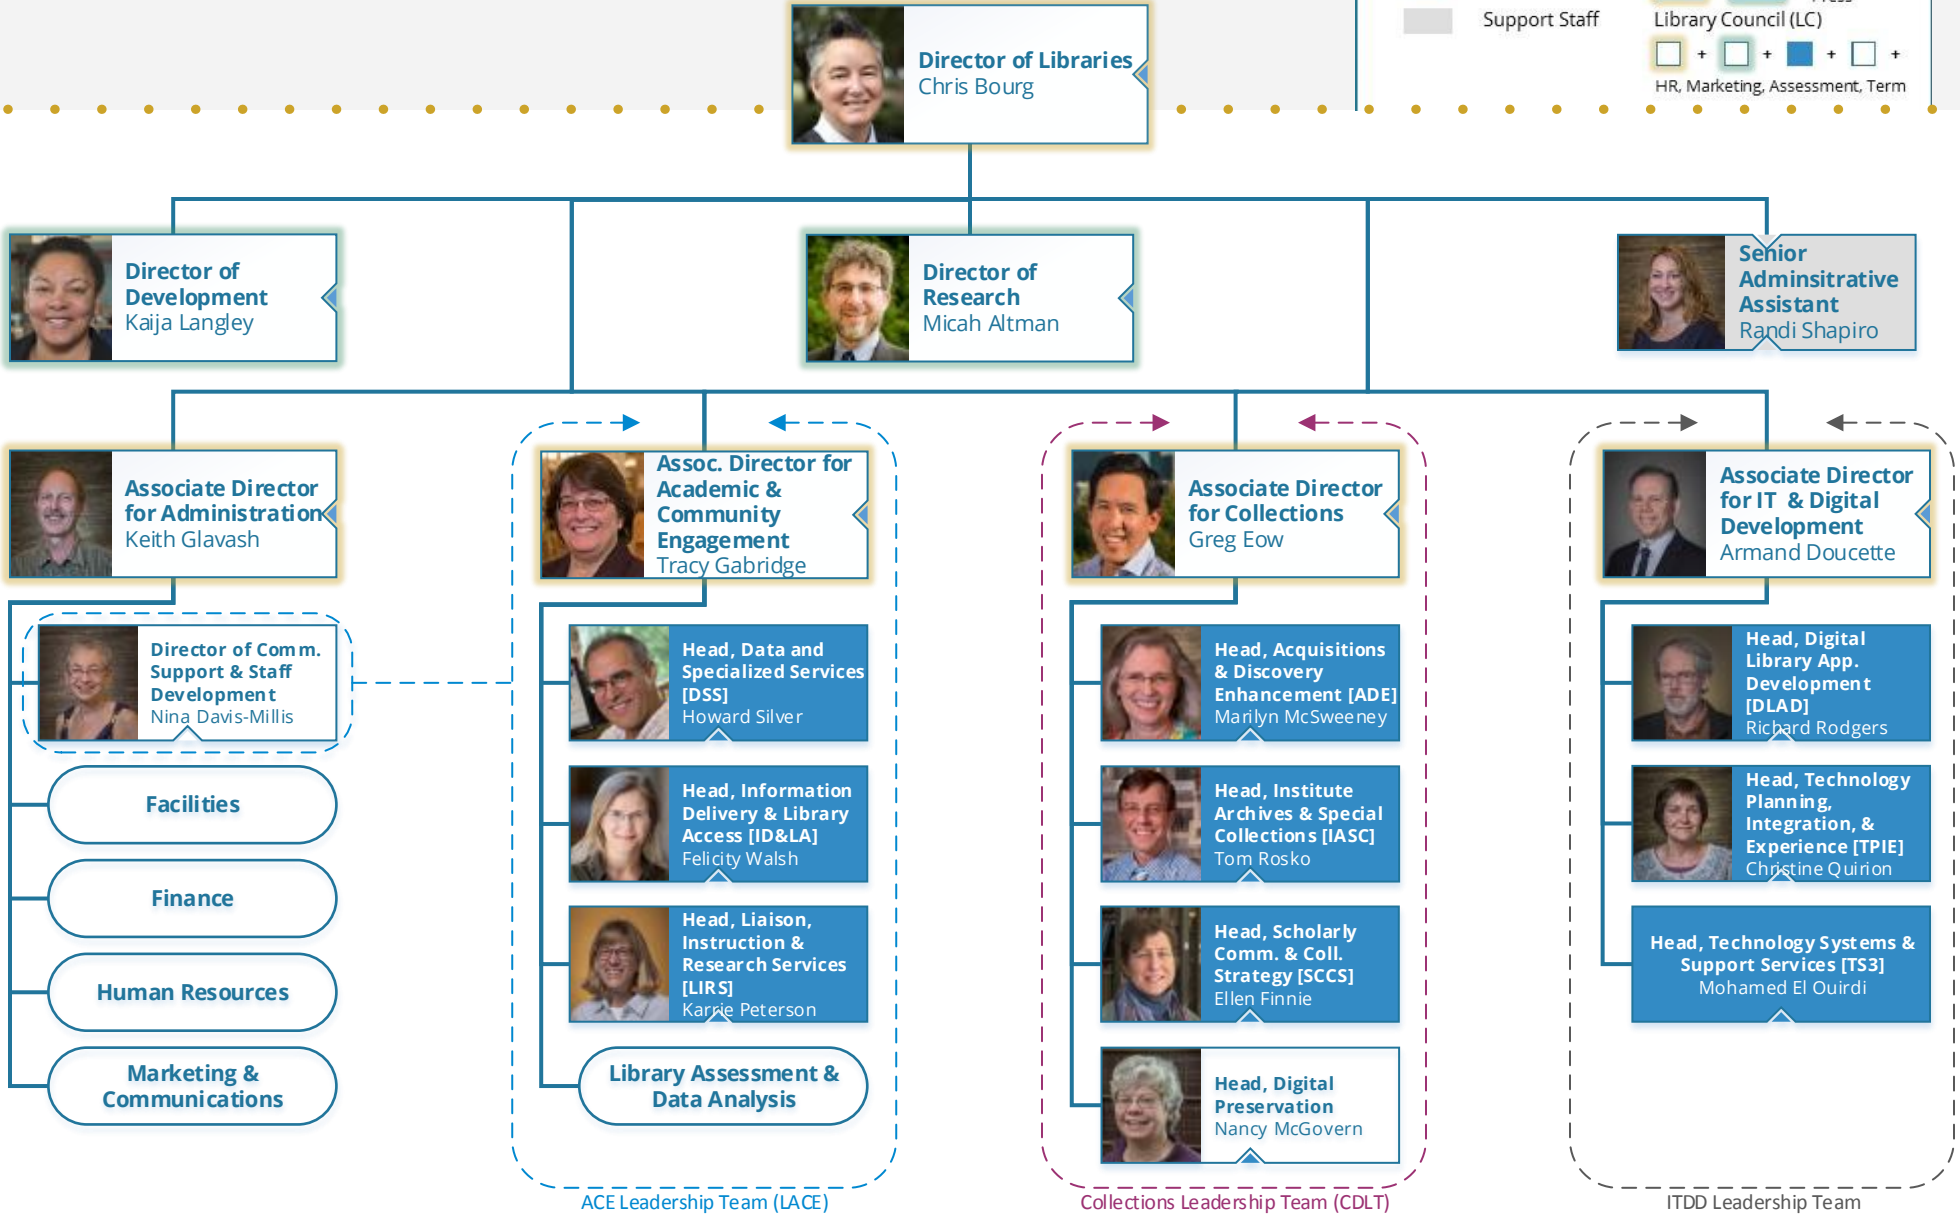 Press
Support Staff
Library Council (LC)
+ + + +
HR, Marketing, Assessment, Term
Director of Libraries
Chris Bourg
Director of
Development
Kaija Langley
Director of
Research
Micah Altman
Senior
Adminsitrative
Assistant
Randi Shapiro
Associate Director
for Administration
Keith Glavash
Assoc. Director for
Academic &
Community
Engagement
Tracy Gabridge
Associate Director
for Collections
Greg Eow
Associate Director
for IT & Digital
Development
Armand Doucette
Director of Comm.
Support & Staff
Development
Nina Davis-Millis
Facilities
Finance
Human Resources
Marketing &
Communications
Head, Data and
Specialized Services
[DSS]
Howard Silver
Head, Information
Delivery & Library
Access [ID&LA]
Felicity Walsh
Head, Liaison,
Instruction &
Research Services
[LIRS]
Karrie Peterson
Library Assessment &
Data Analysis
ACE Leadership Team (LACE)
Head, Acquisitions
& Discovery
Enhancement [ADE]
Marilyn McSweeney
Head, Institute
Archives & Special
Collections [IASC]
Tom Rosko
Head, Scholarly
Comm. & Coll.
Strategy [SCCS]
Ellen Finnie
Head, Digital
Preservation
Nancy McGovern
Collections Leadership Team (CDLT)
Head, Digital
Library App.
Development
[DLAD]
Richard Rodgers
Head, Technology
Planning,
Integration, &
Experience [TPIE]
Christine Quirion
Head, Technology Systems &
Support Services [TS3]
Mohamed El Ouirdi
ITDD Leadership Team